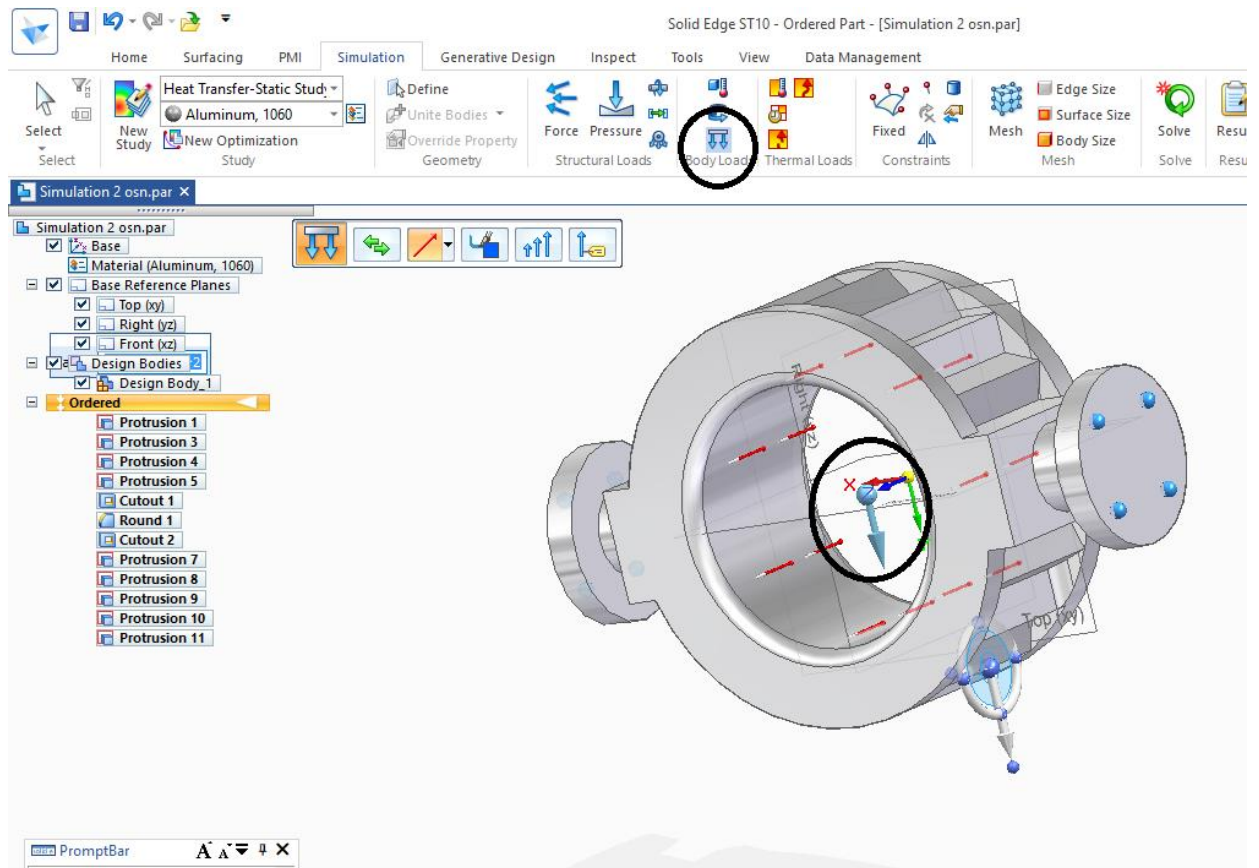 Solid Edge ST10 - Ordered Part - [Simulation 2 osn.par]
Home Surfacing PMI Simulation Generative Design Inspect Tools View Data Management
Select
Select
New Study
Heat Transfer-Static Stud
Aluminum, 1060
New Optimization
Study
Define
Unite Bodies
Override Property
Geometry
Force Pressure
Structural Loads
Body Loads
Thermal Loads
Fixed
Constraints
Mesh
Edge Size
Surface Size
Body Size
Mesh
Solve
Solve
Resu
Resu
Simulation 2 osn.par
Simulation 2 osn.par
Base
Material (Aluminum, 1060)
Base Reference Planes
Top (xy)
Right (yz)
Front (xz)
Design Bodies
Design Body_1
Ordered
Protrusion 1
Protrusion 3
Protrusion 4
Protrusion 5
Cutout 1
Round 1
Cutout 2
Protrusion 7
Protrusion 8
Protrusion 9
Protrusion 10
Protrusion 11
Right (yz)
X
Z
Top (xy)
PromptBar A A